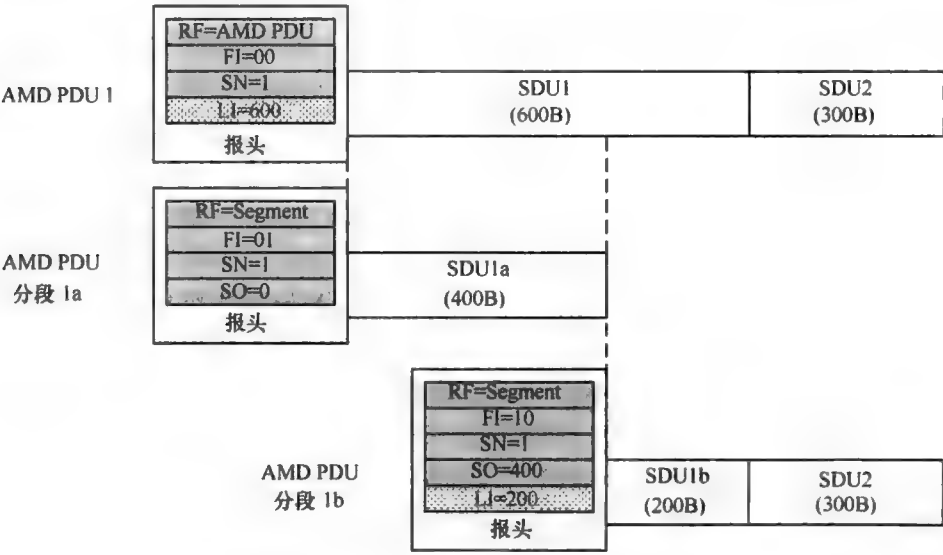 AMD PDU 1
RF=AMD PDU
FI=00
SN=1
LI=600
报头
SDU1
(600B)
SDU2
(300B)
AMD PDU
分段 1a
RF=Segment
FI=01
SN=1
SO=0
报头
SDU1a
(400B)
AMD PDU
分段 1b
RF=Segment
FI=10
SN=1
SO=400
LI=200
报头
SDU1b
(200B)
SDU2
(300B)